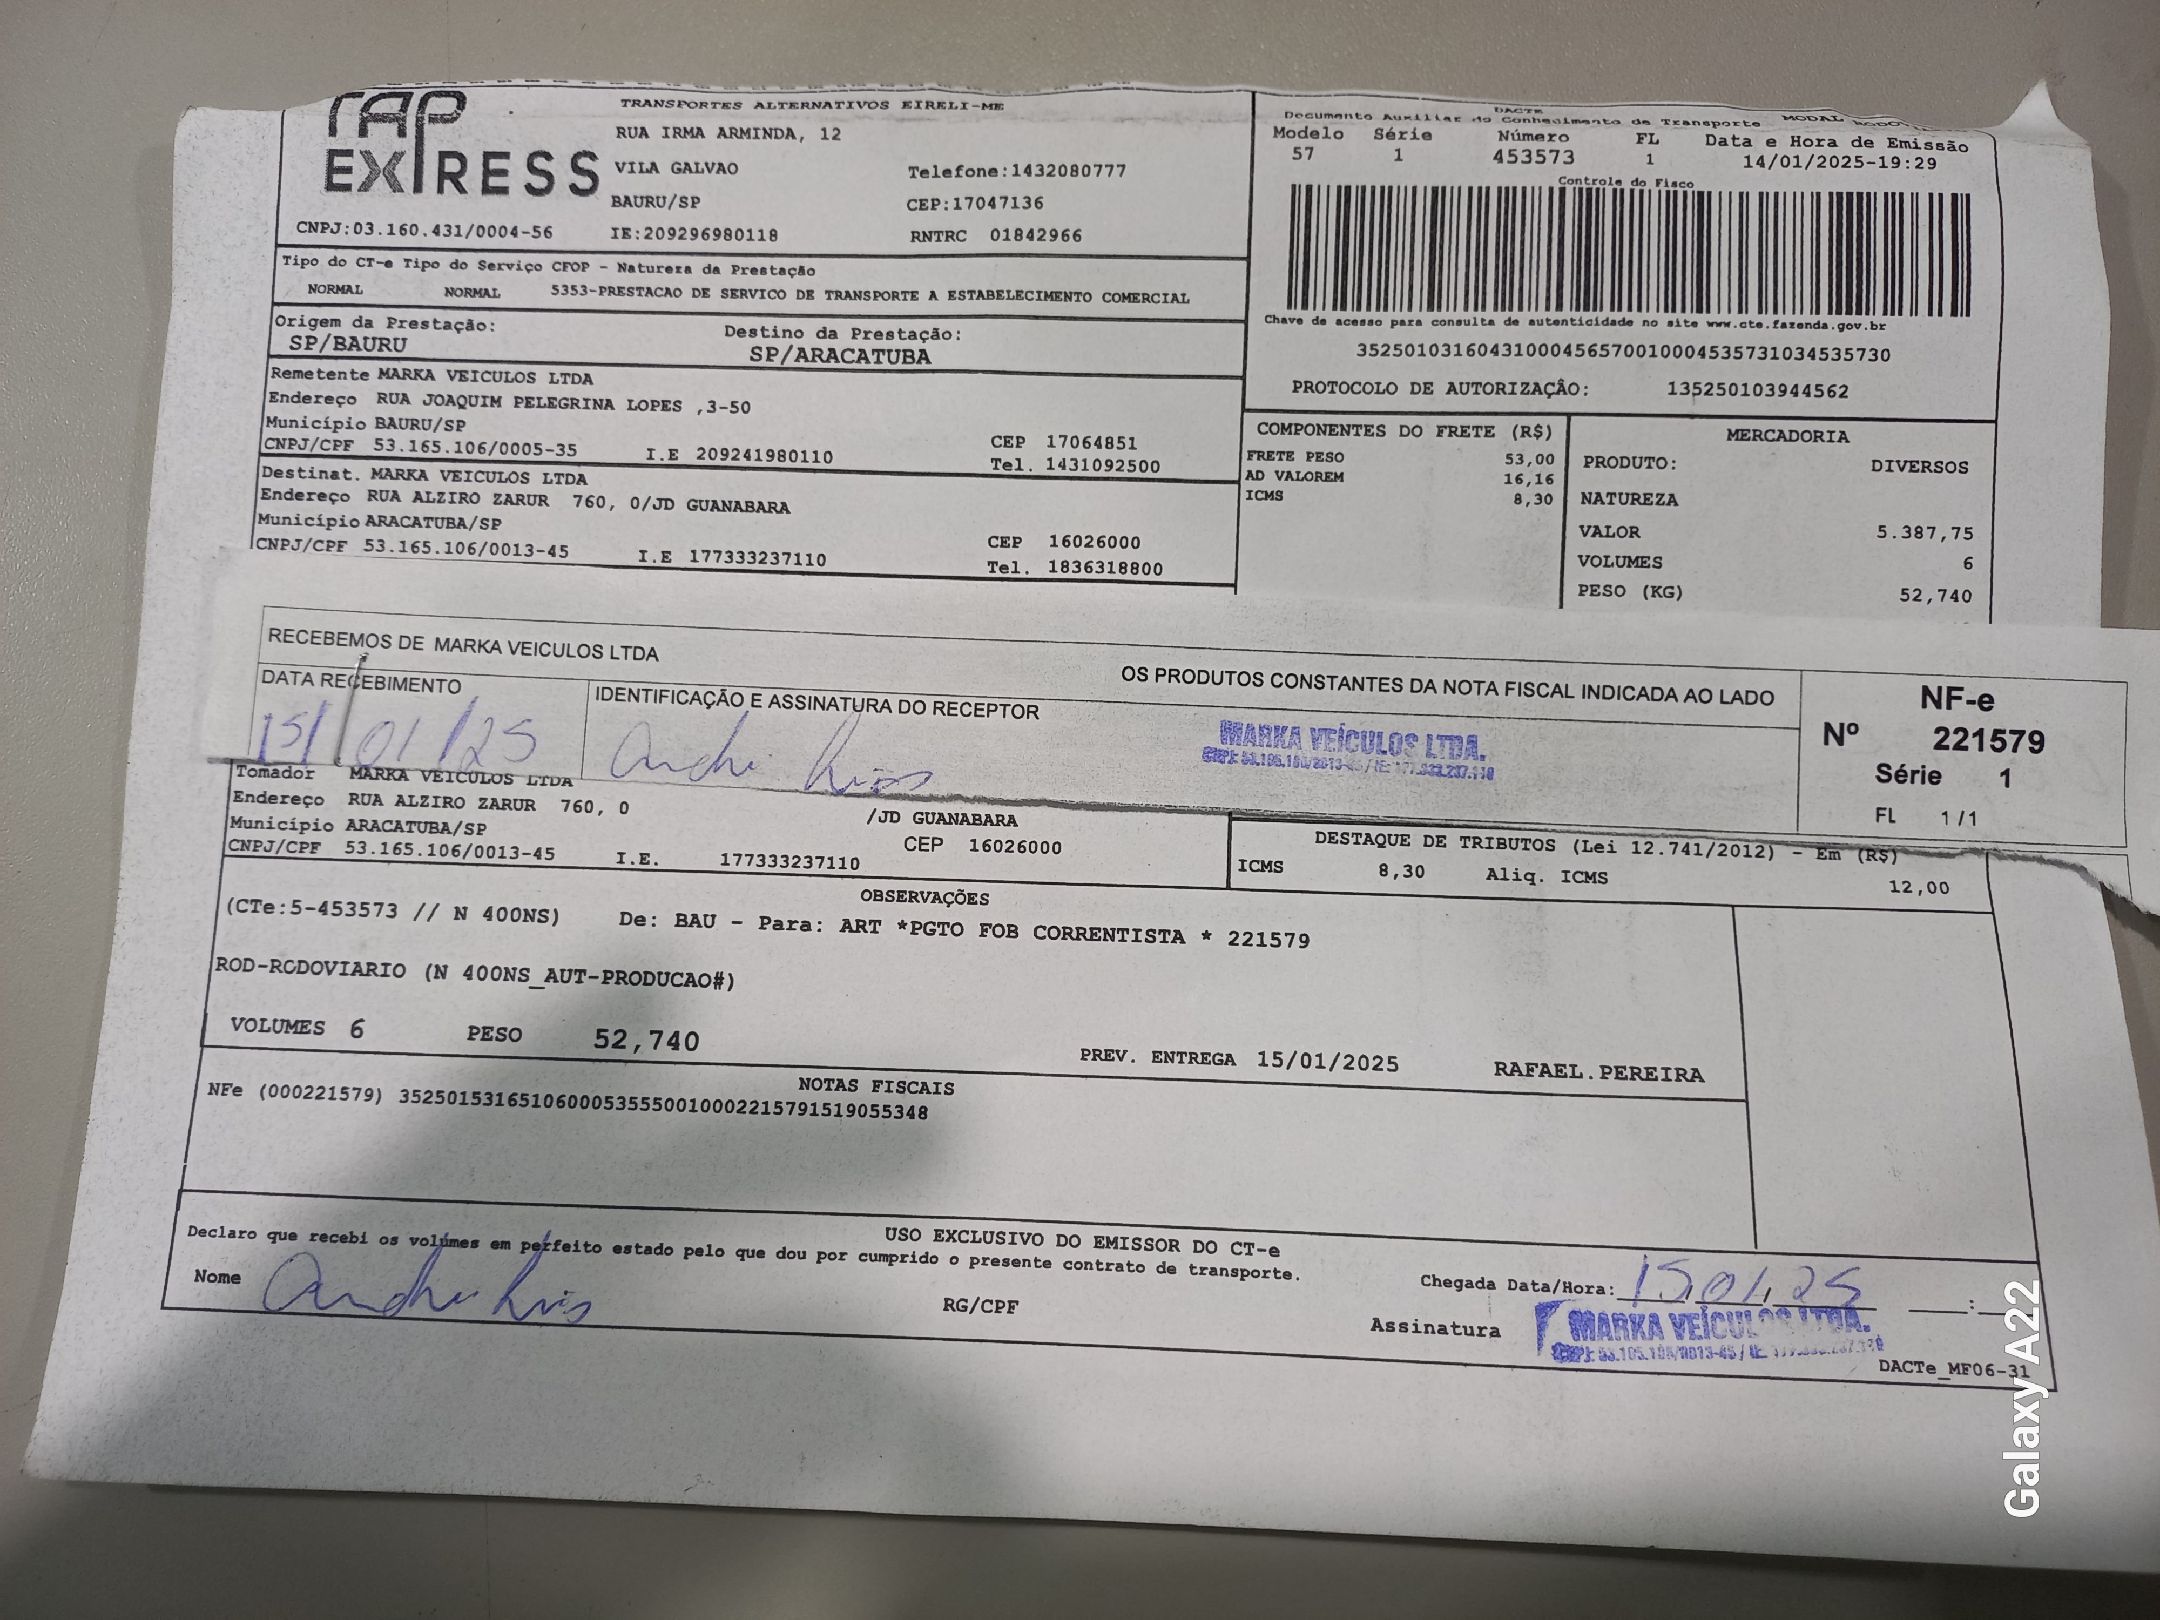 TAP EXPRESS
TRANSPORTES ALTERNATIVOS EIRELI-ME
RUA IRMA ARMINDA, 12
VILA GALVAO Telefone:1432080777
BAURU/SP CEP:17047136
CNPJ:03.160.431/0004-56 IE:209296980118 RNTRC 01842966
DACTE
Documento Auxiliar do Conhecimento de Transporte MODAL
Modelo Série Número FL Data e Hora de Emissão
57 1 453573 1 14/01/2025-19:29
Controle do Fisco
Chave de acesso para consulta de autenticidade no site www.cte.fazenda.gov.br
35250103160431000456570010004535731034535730
PROTOCOLO DE AUTORIZAÇÃO: 135250103944562
Tipo do CT-e Tipo do Serviço CFOP - Natureza da Prestação
NORMAL NORMAL 5353-PRESTACAO DE SERVICO DE TRANSPORTE A ESTABELECIMENTO COMERCIAL
Origem da Prestação: Destino da Prestação:
SP/BAURU SP/ARACATUBA
Remetente MARKA VEICULOS LTDA
Endereço RUA JOAQUIM PELEGRINA LOPES ,3-50
Município BAURU/SP CEP 17064851
CNPJ/CPF 53.165.106/0005-35 I.E 209241980110 Tel. 1431092500
Destinat. MARKA VEICULOS LTDA
Endereço RUA ALZIRO ZARUR 760, 0/JD GUANABARA
Município ARACATUBA/SP CEP 16026000
CNPJ/CPF 53.165.106/0013-45 I.E 177333237110 Tel. 1836318800
COMPONENTES DO FRETE (R$)
FRETE PESO 53,00
AD VALOREM 16,16
ICMS 8,30
MERCADORIA
PRODUTO: DIVERSOS
NATUREZA
VALOR 5.387,75
VOLUMES 6
PESO (KG) 52,740
RECEBEMOS DE MARKA VEICULOS LTDA OS PRODUTOS CONSTANTES DA NOTA FISCAL INDICADA AO LADO
DATA RECEBIMENTO IDENTIFICAÇÃO E ASSINATURA DO RECEPTOR
15/01/25
MARKA VEÍCULOS LTDA.
NF-e
Nº 221579
Série 1
FL 1/1
Tomador MARKA VEICULOS LTDA
Endereço RUA ALZIRO ZARUR 760, 0 /JD GUANABARA
Município ARACATUBA/SP CEP 16026000
CNPJ/CPF 53.165.106/0013-45 I.E. 177333237110
DESTAQUE DE TRIBUTOS (Lei 12.741/2012) - Em (R$)
ICMS 8,30 Aliq. ICMS 12,00
OBSERVAÇÕES
(CTe:5-453573 // N 400NS) De: BAU - Para: ART *PGTO FOB CORRENTISTA * 221579
ROD-RODOVIARIO (N 400NS_AUT-PRODUCAO#)
VOLUMES 6 PESO 52,740 PREV. ENTREGA 15/01/2025 RAFAEL.PEREIRA
NOTAS FISCAIS
NFe (000221579) 35250153165106000535550010002215791519055348
USO EXCLUSIVO DO EMISSOR DO CT-e
Declaro que recebi os volumes em perfeito estado pelo que dou por cumprido o presente contrato de transporte.
Nome RG/CPF
Chegada Data/Hora: 15,01,25 :
Assinatura MARKA VEÍCULOS LTDA.
DACTe_MF06-31
Galaxy A22